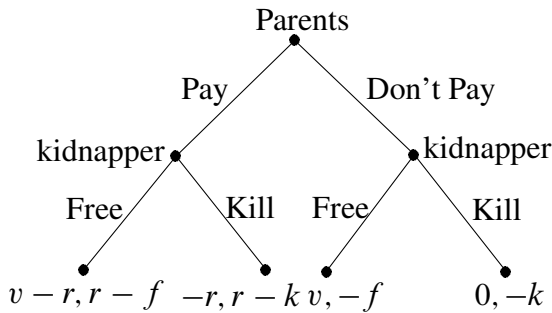 Parents
Pay Don't Pay
kidnapper kidnapper
Free Kill Free Kill
v − r, r − f −r, r − k v, −f 0, −k